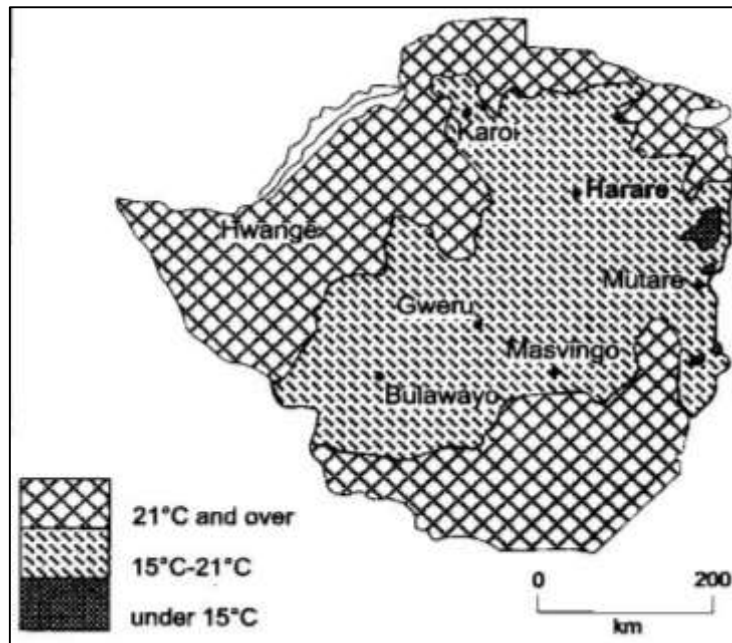 Karoi
Harare
Hwange
Mutare
Gweru
Masvingo
Bulawayo
21°C and over
15°C-21°C
under 15°C
0 200
km